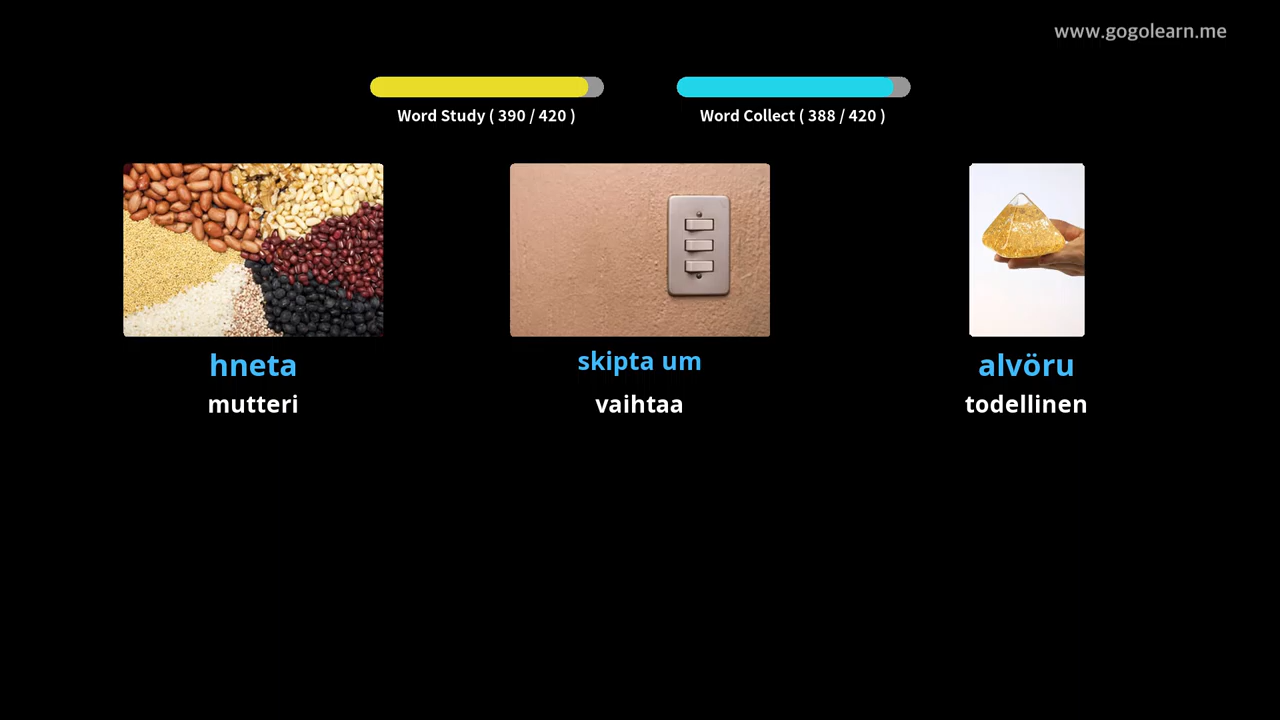 www.gogolearn.me
Word Study ( 390 / 420 )
Word Collect ( 388 / 420 )
hneta
skipta um
alvöru
mutteri
vaihtaa
todellinen